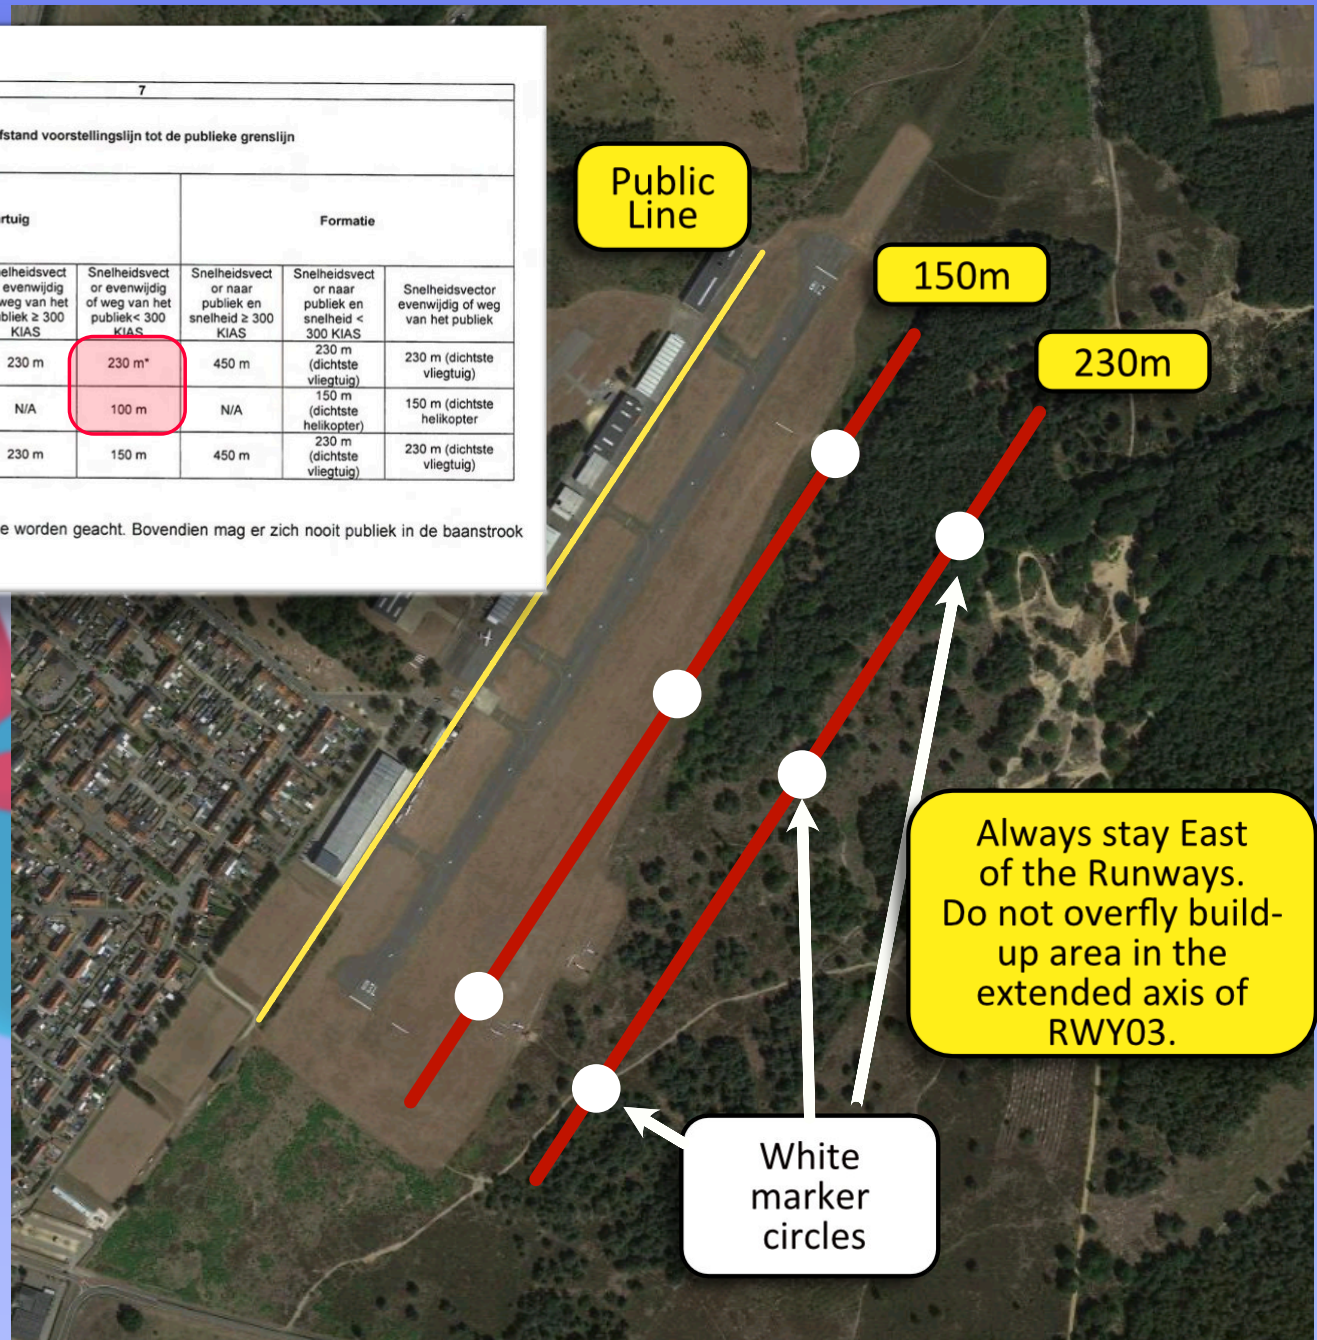 7
fstand voorstellingslijn tot de publieke grenslijn
rtuig
Formatie
elheidsvect
evenwijdig
weg van het
bliek ≥ 300
KIAS
Snelheidsvect
or evenwijdig
of weg van het
publiek< 300
KIAS
Snelheidsvect
or naar
publiek en
snelheid ≥ 300
KIAS
Snelheidsvect
or naar
publiek en
snelheid <
300 KIAS
Snelheidsvector
evenwijdig of weg
van het publiek
230 m
230 m*
450 m
230 m
(dichtste
vliegtuig)
230 m (dichtste
vliegtuig)
N/A
100 m
N/A
150 m
(dichtste
helikopter)
150 m (dichtste
helikopter
230 m
150 m
450 m
230 m
(dichtste
vliegtuig)
230 m (dichtste
vliegtuig)
e worden geacht. Bovendien mag er zich nooit publiek in de baanstrook
Public
Line
150m
230m
Always stay East
of the Runways.
Do not overfly build-
up area in the
extended axis of
RWY03.
White
marker
circles